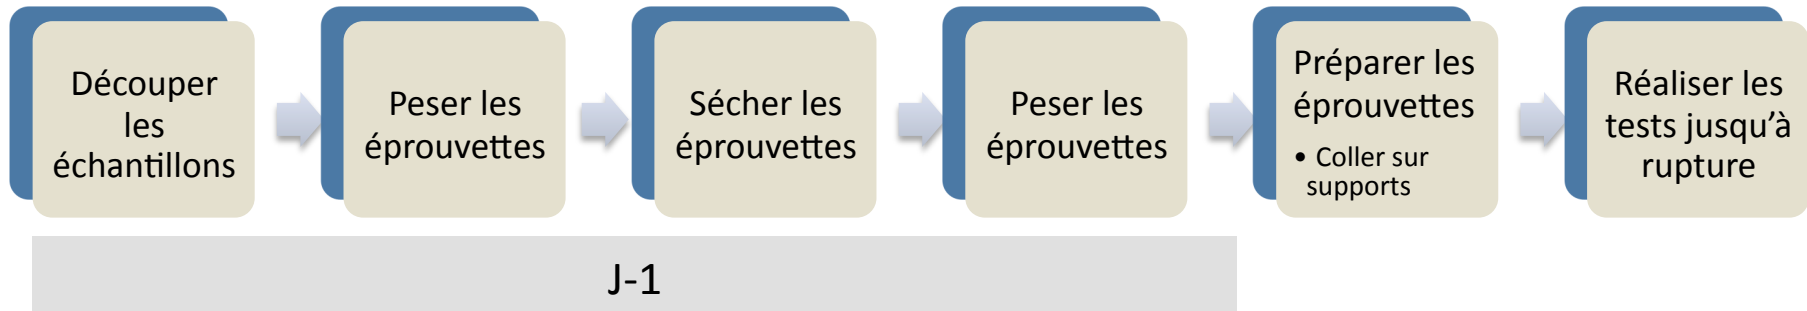 Découper
les
échantillons
Peser les
éprouvettes
Sécher les
éprouvettes
Peser les
éprouvettes
Préparer les
éprouvettes
• Coller sur
supports
Réaliser les
tests jusqu’à
rupture
J-1